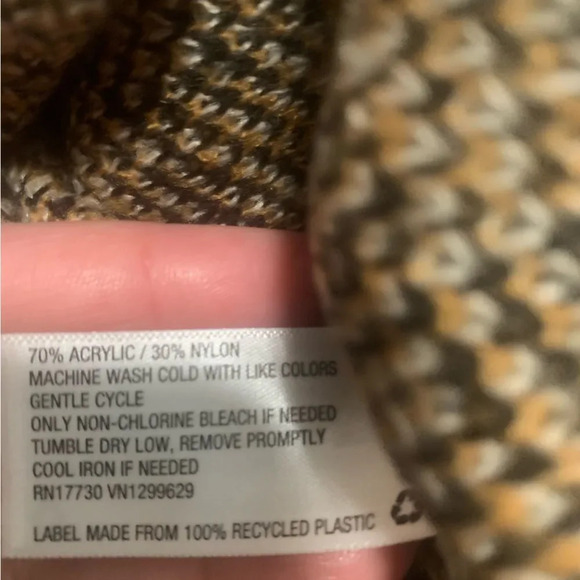 70% ACRYLIC / 30% NYLON
MACHINE WASH COLD WITH LIKE COLORS
GENTLE CYCLE
ONLY NON-CHLORINE BLEACH IF NEEDED
TUMBLE DRY LOW, REMOVE PROMPTLY
COOL IRON IF NEEDED
RN17730 VN1299629
LABEL MADE FROM 100% RECYCLED PLASTIC